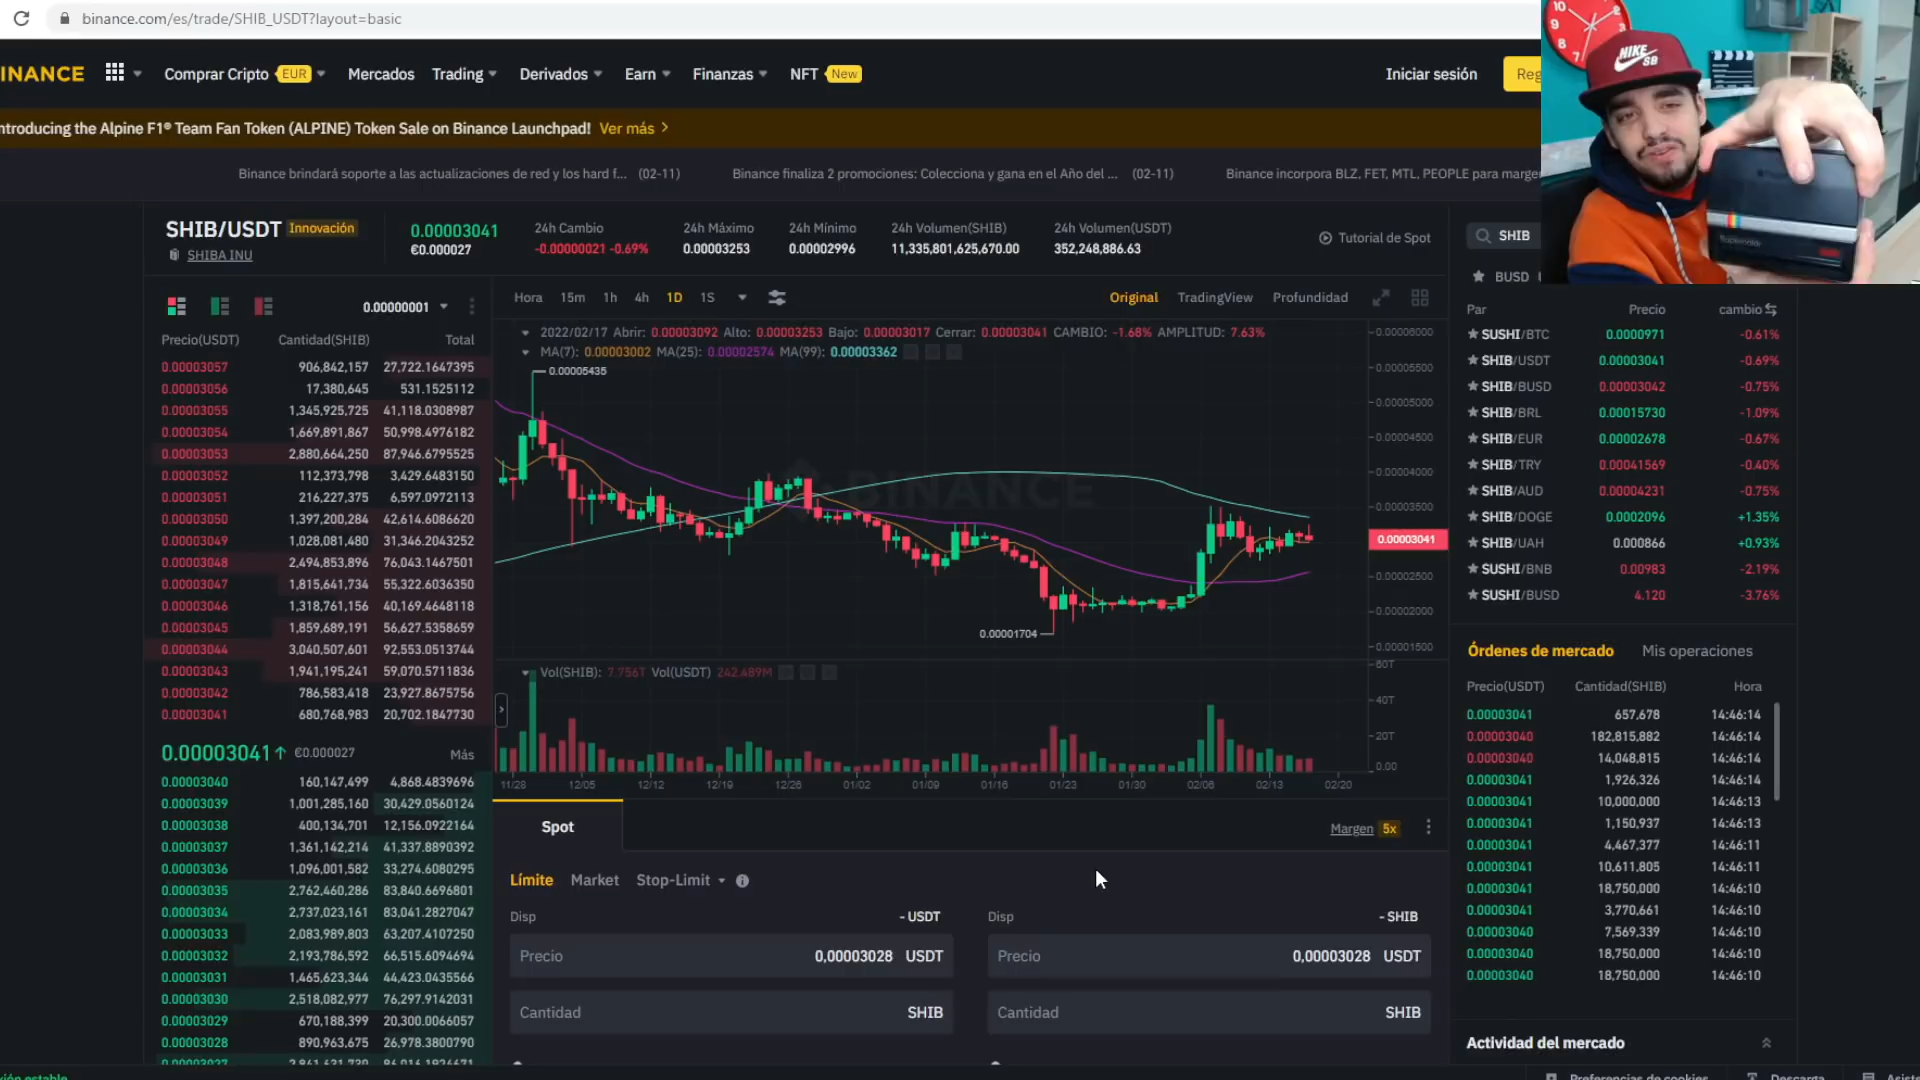 binance.com/es/trade/SHIB_USDT?layout=basic
INANCE Comprar Cripto EUR Mercados Trading Derivados Earn Finanzas NFT New Iniciar sesión Reg
ntroducing the Alpine F1® Team Fan Token (ALPINE) Token Sale on Binance Launchpad! Ver más
Binance brindará soporte a las actualizaciones de red y los hard f... (02-11) Binance finaliza 2 promociones: Colecciona y gana en el Año del ... (02-11) Binance incorpora BLZ, FET, MTL, PEOPLE para marge
NIKE
SB
SHIB/USDT Innovación
SHIBA INU
0.00003041
€0.000027
24h Cambio
-0.00000021 -0.69%
24h Máximo
0.00003253
24h Mínimo
0.00002996
24h Volumen(SHIB)
11,335,801,625,670.00
24h Volumen(USDT)
352,248,886.63
Tutorial de Spot
0.00000001
Precio(USDT) Cantidad(SHIB) Total
0.00003057 906,842,157 27,722.1647395
0.00003056 17,380,645 531.1525112
0.00003055 1,345,925,725 41,118.0308987
0.00003054 1,669,891,867 50,998.4976182
0.00003053 2,880,664,250 87,946.6795525
0.00003052 112,373,798 3,429.6483150
0.00003051 216,227,375 6,597.0972113
0.00003050 1,397,200,284 42,614.6086620
0.00003049 1,028,081,480 31,346.2043252
0.00003048 2,494,853,896 76,043.1467501
0.00003047 1,815,641,734 55,322.6036350
0.00003046 1,318,761,156 40,169.4648118
0.00003045 1,859,689,191 56,627.5358659
0.00003044 3,040,507,601 92,553.0513744
0.00003043 1,941,195,241 59,070.5711836
0.00003042 786,583,418 23,927.8675756
0.00003041 680,768,983 20,702.1847730
0.00003041↑ €0.000027 Más
0.00003040 160,147,499 4,868.4839696
0.00003039 1,001,285,160 30,429.0560124
0.00003038 400,134,701 12,156.0922164
0.00003037 1,361,142,214 41,337.8890392
0.00003036 1,096,001,582 33,274.6080295
0.00003035 2,762,460,286 83,840.6696801
0.00003034 2,737,023,161 83,041.2827047
0.00003033 2,083,989,803 63,207.4107250
0.00003032 2,193,786,592 66,515.6094694
0.00003031 1,465,623,344 44,423.0435566
0.00003030 2,518,082,977 76,297.9142031
0.00003029 670,188,399 20,300.0066057
0.00003028 890,963,675 26,978.3800790
Hora 15m 1h 4h 1D 1S Original TradingView Profundidad
2022/02/17 Abrir: 0.00003092 Alto: 0.00003253 Bajo: 0.00003017 Cerrar: 0.00003041 CAMBIO: -1.68% AMPLITUD: 7.63%
MA(7): 0.00003002 MA(25): 0.00002574 MA(99): 0.00003362
0.00005435
BINANCE
0.00001704
0.00006000
0.00005500
0.00005000
0.00004500
0.00004000
0.00003500
0.00003041
0.00002500
0.00002000
0.00001500
Vol(SHIB): 7.756T Vol(USDT) 242.489M
60T
40T
20T
0.00
11/28 12/05 12/12 12/19 12/26 01/02 01/09 01/16 01/23 01/30 02/06 02/13 02/20
Spot Margen 5x
Límite Market Stop-Limit
Disp - USDT Disp - SHIB
Precio 0,00003028 USDT Precio 0,00003028 USDT
Cantidad SHIB Cantidad SHIB
SHIB
BUSD
Par Precio cambio
SUSHI/BTC 0.0000971 -0.61%
SHIB/USDT 0.00003041 -0.69%
SHIB/BUSD 0.00003042 -0.75%
SHIB/BRL 0.00015730 -1.09%
SHIB/EUR 0.00002678 -0.67%
SHIB/TRY 0.00041569 -0.40%
SHIB/AUD 0.00004231 -0.75%
SHIB/DOGE 0.0002096 +1.35%
SHIB/UAH 0.000866 +0.93%
SUSHI/BNB 0.00983 -2.19%
SUSHI/BUSD 4.120 -3.76%
Órdenes de mercado Mis operaciones
Precio(USDT) Cantidad(SHIB) Hora
0.00003041 657,678 14:46:14
0.00003040 182,815,882 14:46:14
0.00003040 14,048,815 14:46:14
0.00003041 1,926,326 14:46:14
0.00003041 10,000,000 14:46:13
0.00003041 1,150,937 14:46:13
0.00003041 4,467,377 14:46:11
0.00003041 10,611,805 14:46:11
0.00003041 18,750,000 14:46:10
0.00003041 3,770,661 14:46:10
0.00003040 7,569,339 14:46:10
0.00003040 18,750,000 14:46:10
0.00003040 18,750,000 14:46:10
Actividad del mercado
xión estable Preferencias de cookies Descarga